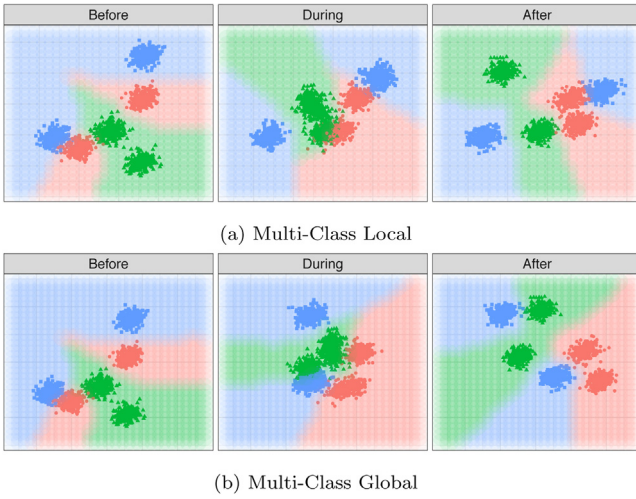 Before During After
(a) Multi-Class Local
Before During After
(b) Multi-Class Global